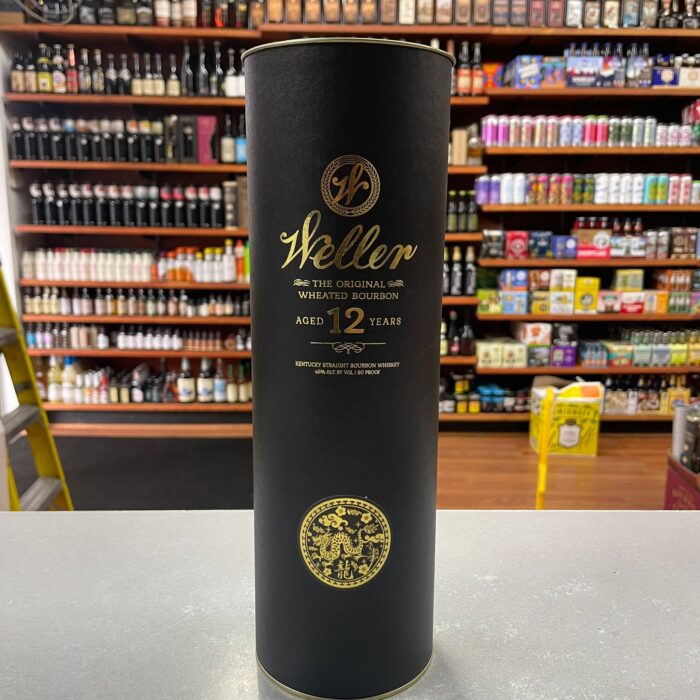 W
Weller
THE ORIGINAL
WHEATED BOURBON
AGED 12 YEARS
KENTUCKY STRAIGHT BOURBON WHISKEY
45% ALC BY VOL | 90 PROOF
龍